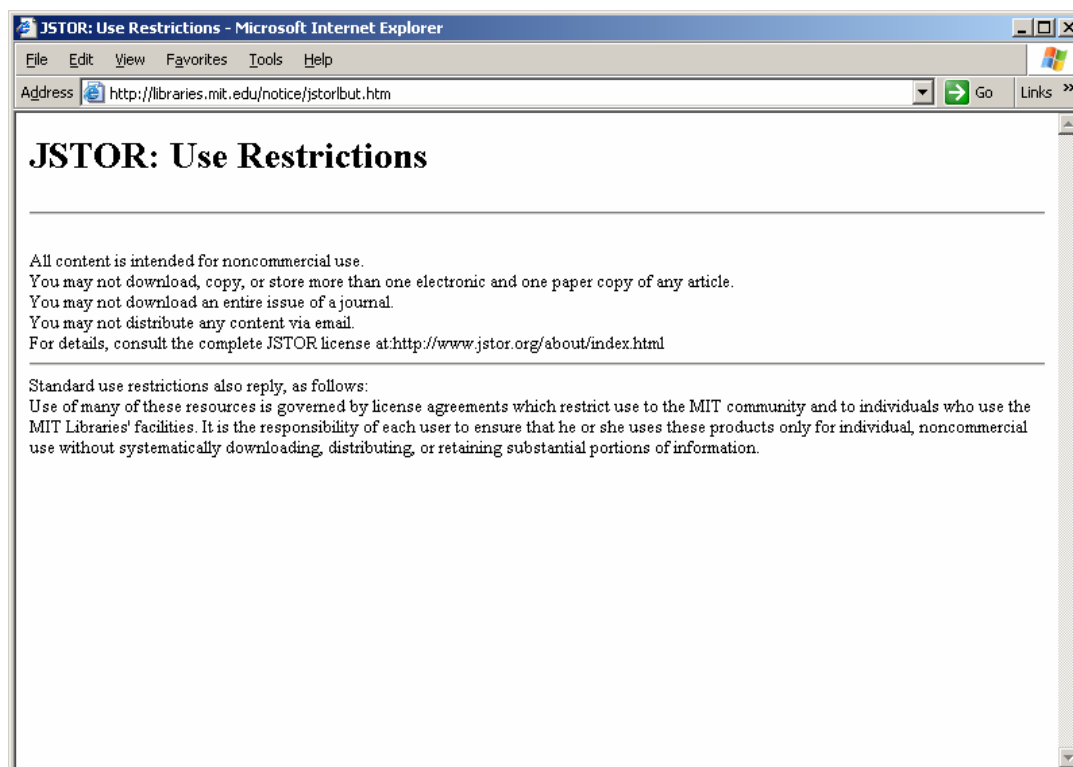 JSTOR: Use Restrictions - Microsoft Internet Explorer
File Edit View Favorites Tools Help
Address http://libraries.mit.edu/notice/jstorlbut.htm Go Links »
JSTOR: Use Restrictions
All content is intended for noncommercial use.
You may not download, copy, or store more than one electronic and one paper copy of any article.
You may not download an entire issue of a journal.
You may not distribute any content via email.
For details, consult the complete JSTOR license at:http://www.jstor.org/about/index.html
Standard use restrictions also reply, as follows:
Use of many of these resources is governed by license agreements which restrict use to the MIT community and to individuals who use the
MIT Libraries' facilities. It is the responsibility of each user to ensure that he or she uses these products only for individual, noncommercial
use without systematically downloading, distributing, or retaining substantial portions of information.